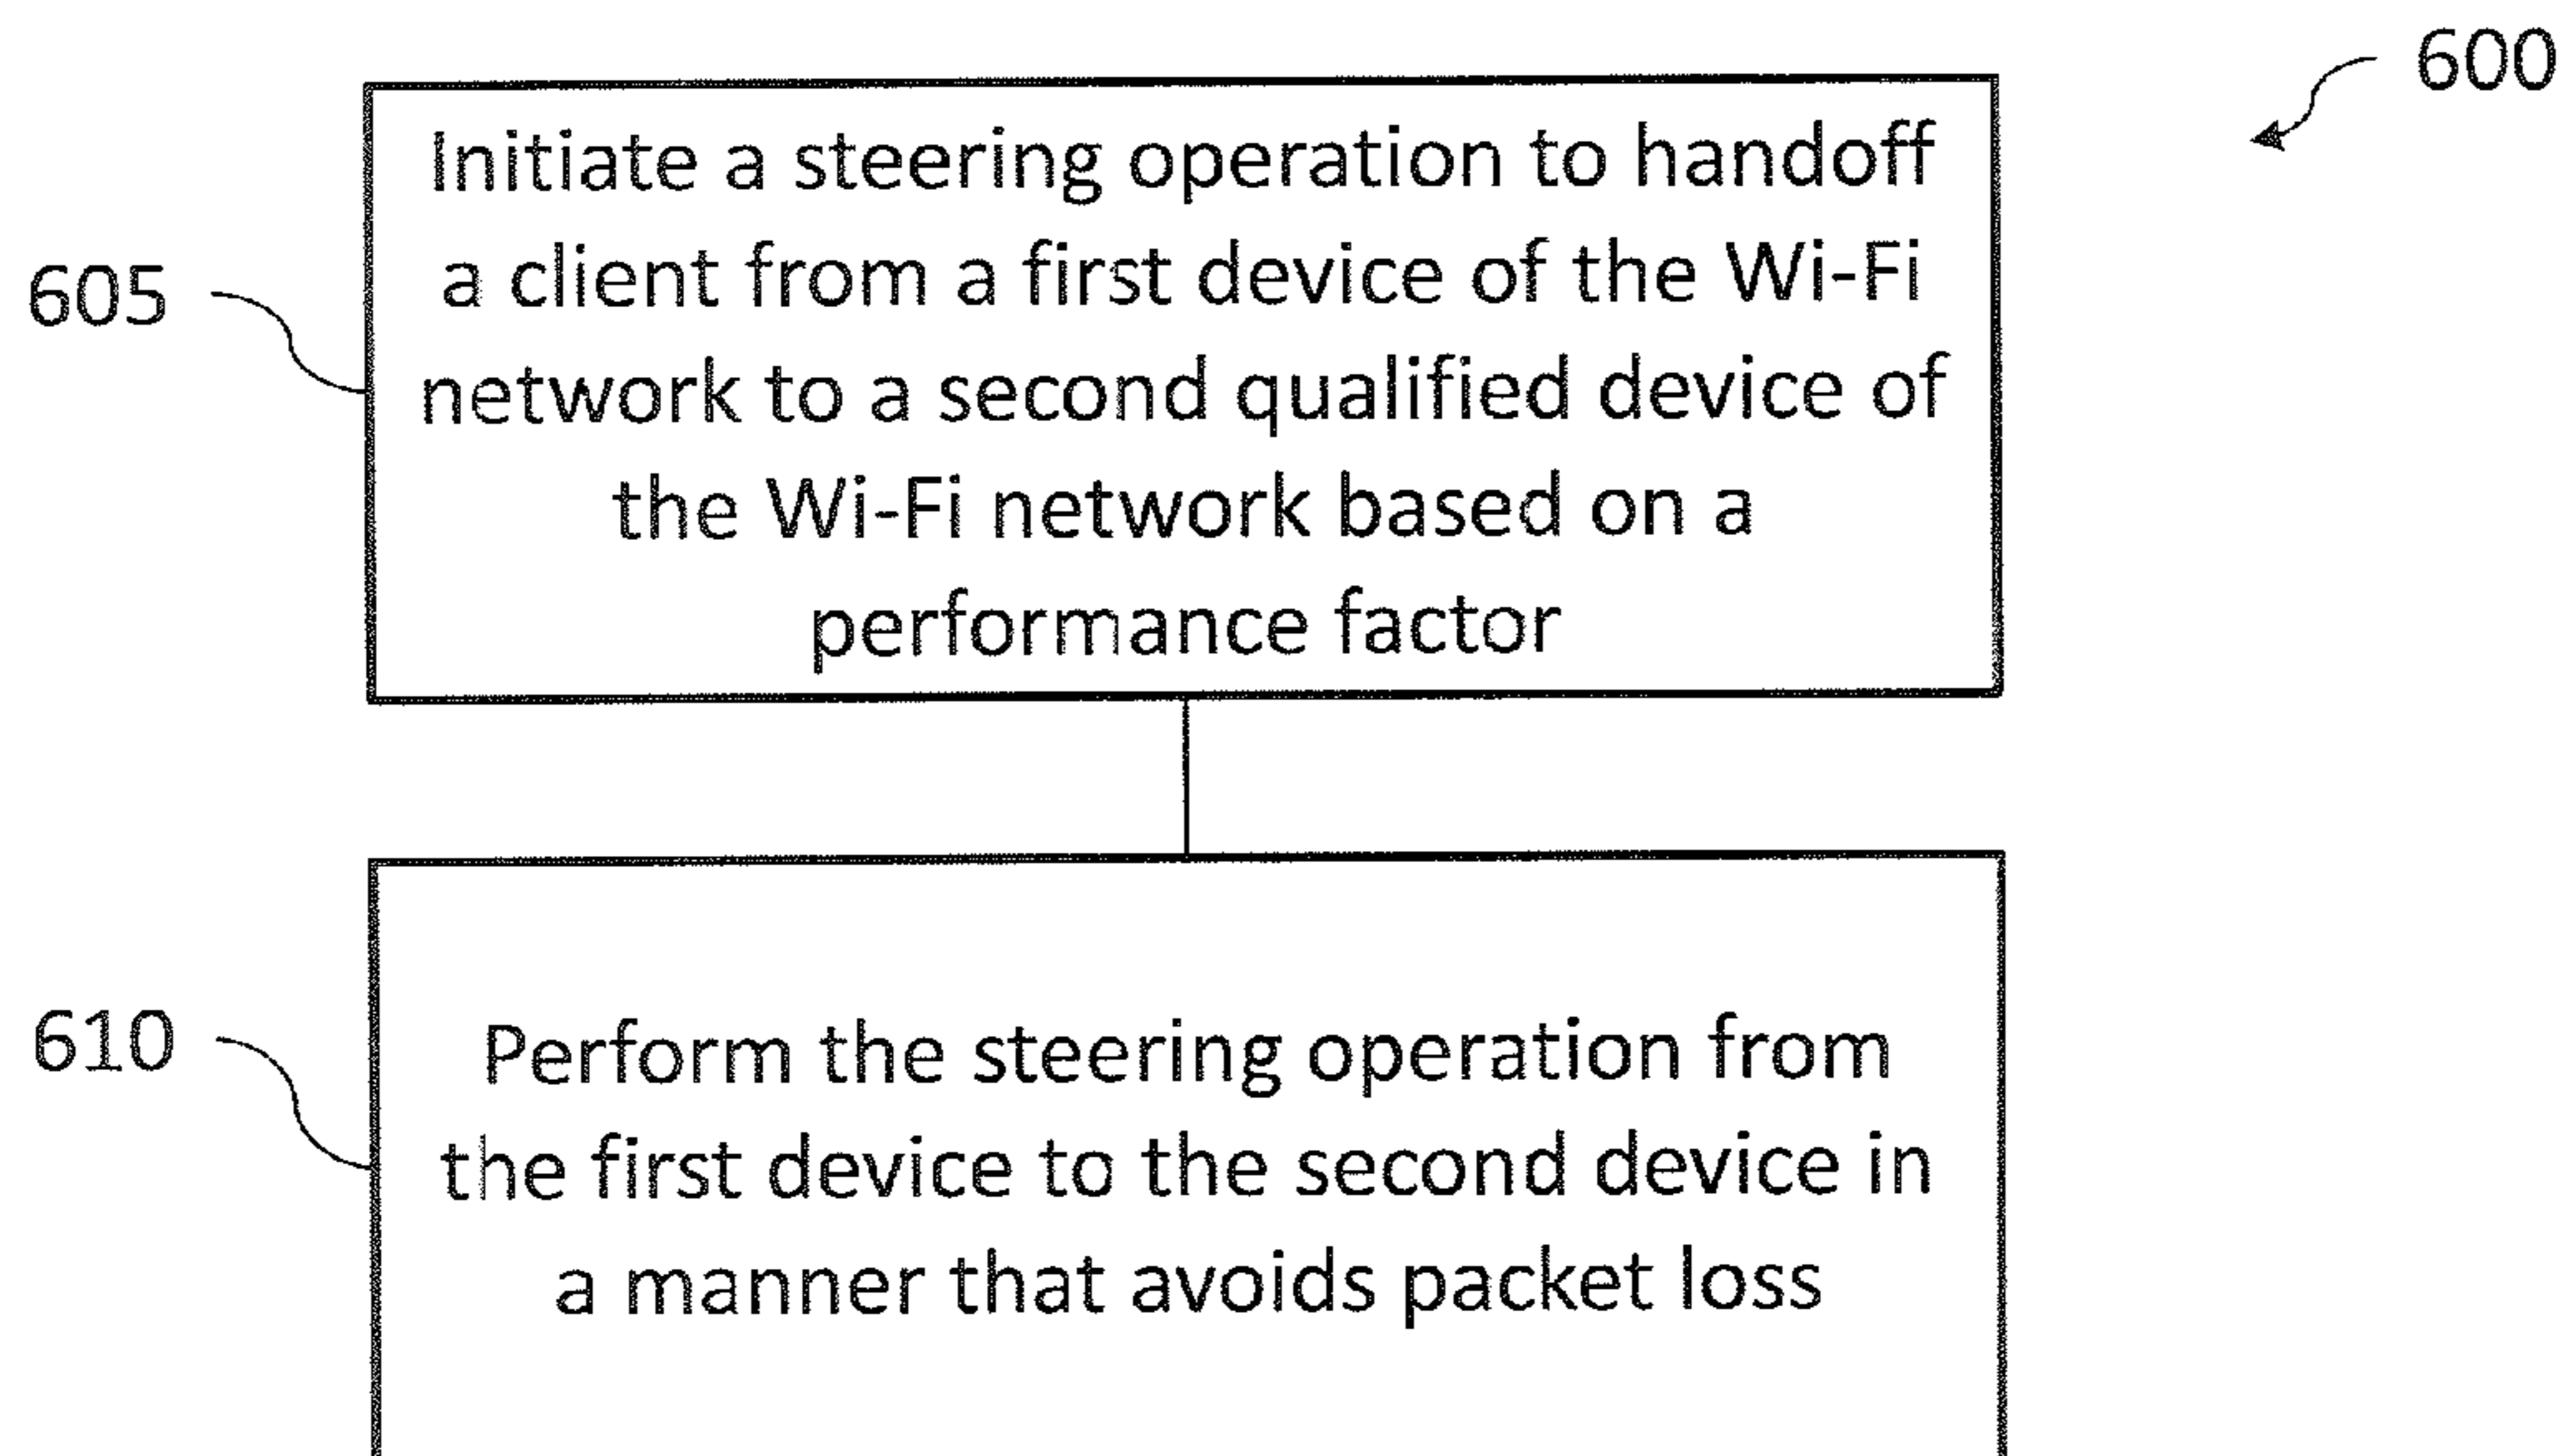 600
Initiate a steering operation to handoff
a client from a first device of the Wi-Fi
network to a second qualified device of
the Wi-Fi network based on a
performance factor
605
Perform the steering operation from
the first device to the second device in
a manner that avoids packet loss
610